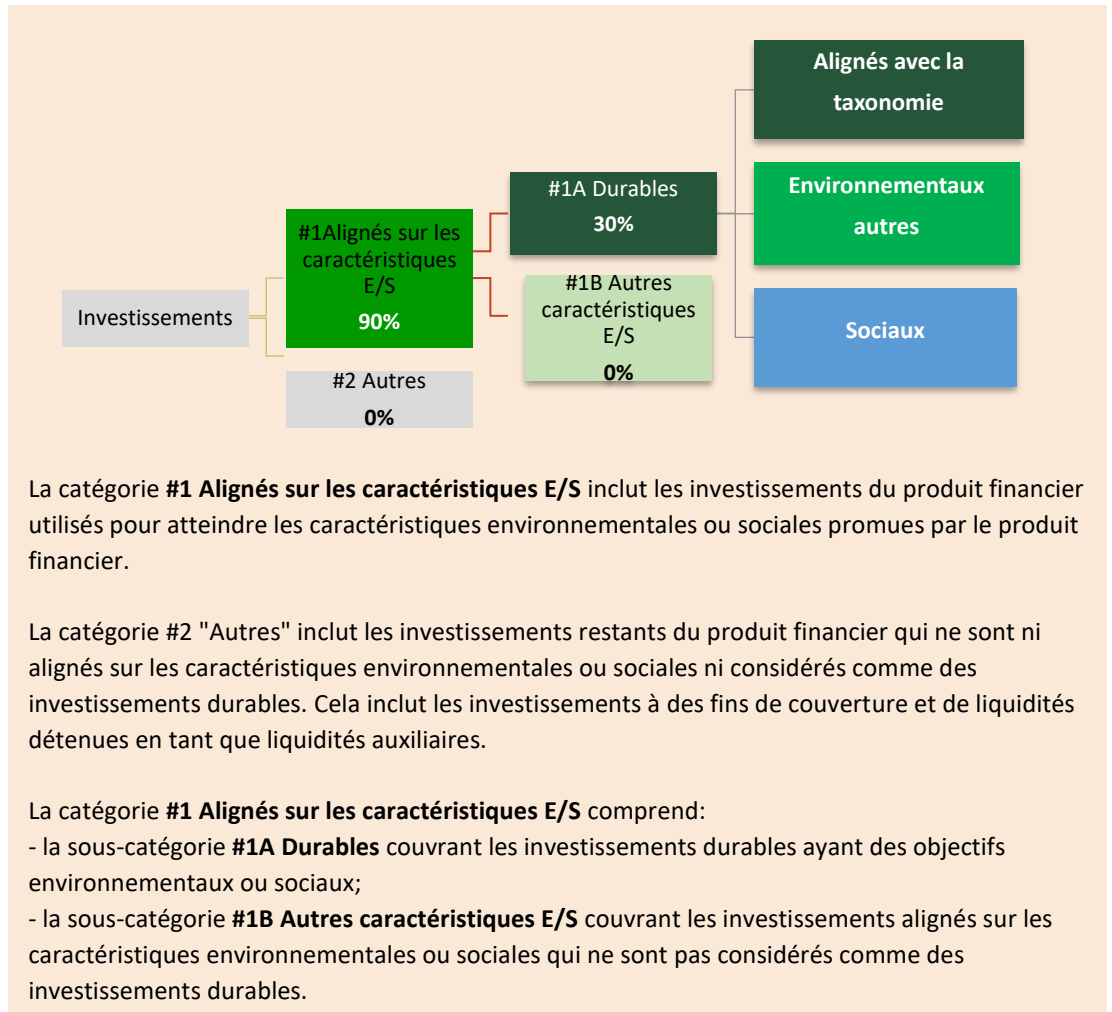 Investissements
#1Alignés sur les
caractéristiques
E/S
90%
#2 Autres
0%
#1A Durables
30%
#1B Autres
caractéristiques
E/S
0%
Alignés avec la
taxonomie
Environnementaux
autres
Sociaux
La catégorie #1 Alignés sur les caractéristiques E/S inclut les investissements du produit financier
utilisés pour atteindre les caractéristiques environnementales ou sociales promues par le produit
financier.
La catégorie #2 "Autres" inclut les investissements restants du produit financier qui ne sont ni
alignés sur les caractéristiques environnementales ou sociales ni considérés comme des
investissements durables. Cela inclut les investissements à des fins de couverture et de liquidités
détenues en tant que liquidités auxiliaires.
La catégorie #1 Alignés sur les caractéristiques E/S comprend:
- la sous-catégorie #1A Durables couvrant les investissements durables ayant des objectifs
environnementaux ou sociaux;
- la sous-catégorie #1B Autres caractéristiques E/S couvrant les investissements alignés sur les
caractéristiques environnementales ou sociales qui ne sont pas considérés comme des
investissements durables.